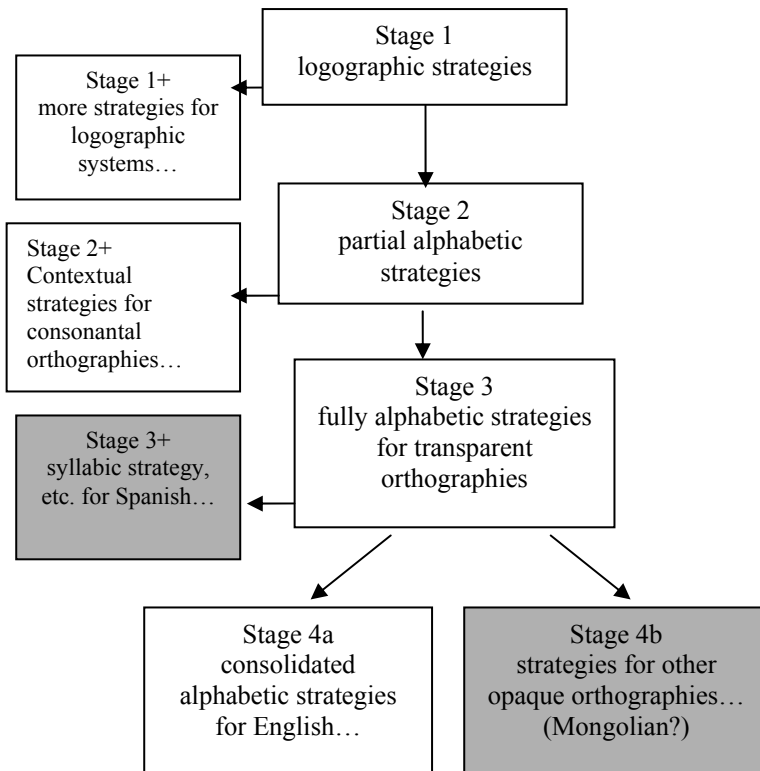 Stage 1
logographic strategies
Stage 1+
more strategies for
logographic
systems…
Stage 2
partial alphabetic
strategies
Stage 2+
Contextual
strategies for
consonantal
orthographies…
Stage 3
fully alphabetic strategies
for transparent
orthographies
Stage 3+
syllabic strategy,
etc. for Spanish…
Stage 4a
consolidated
alphabetic strategies
for English…
Stage 4b
strategies for other
opaque orthographies…
(Mongolian?)